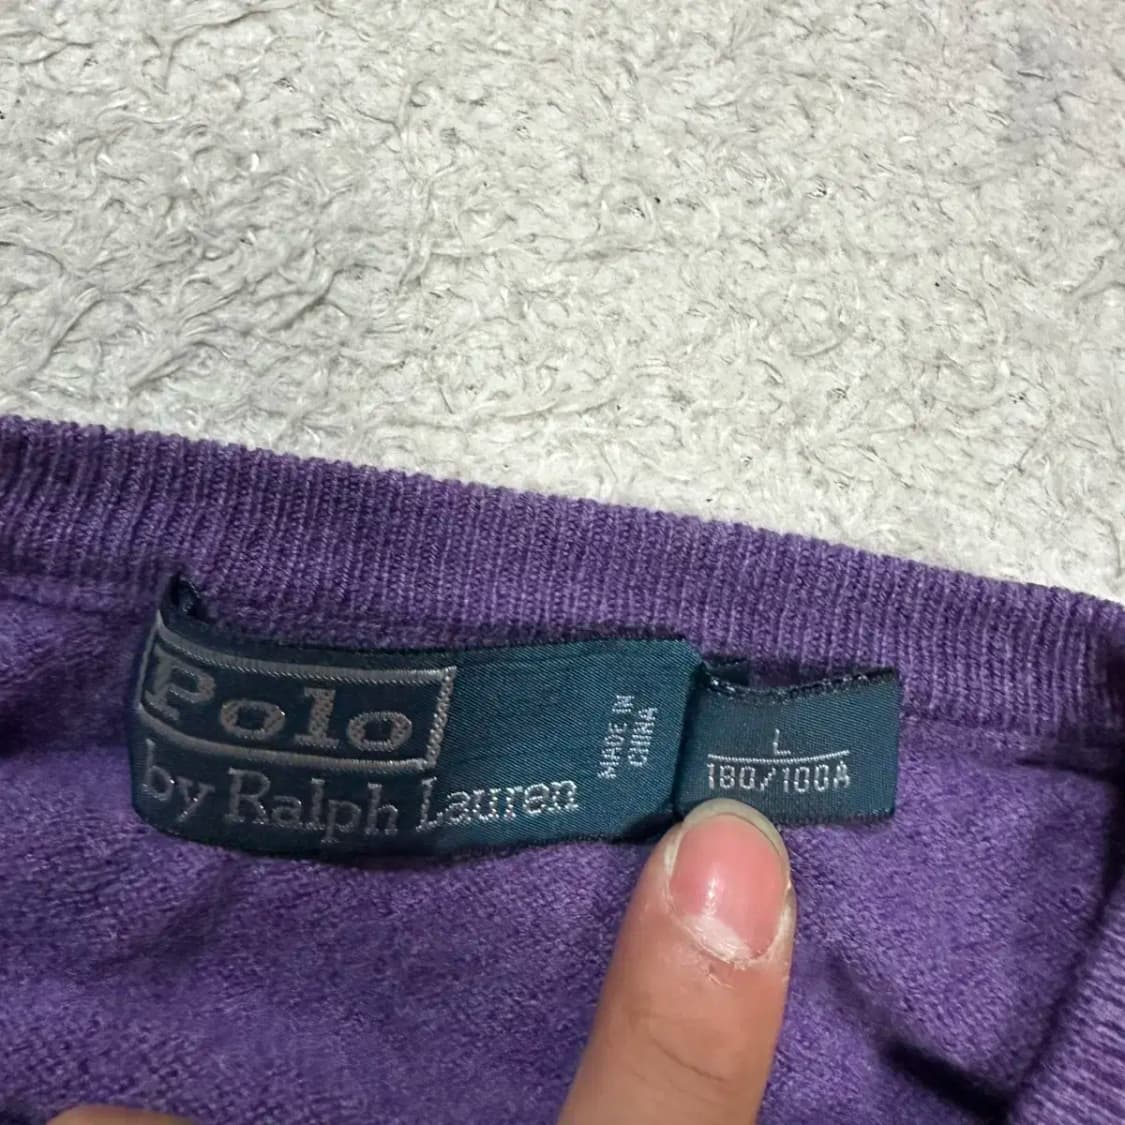 Polo
by Ralph Lauren
MADE IN
CHINA
L
180/100A